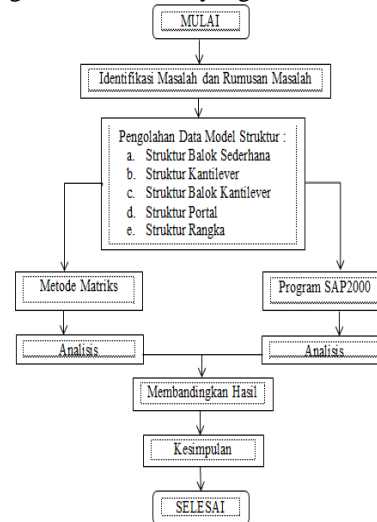 MULAI
Identifikasi Masalah dan Rumusan Masalah
Pengolahan Data Model Struktur :
a. Struktur Balok Sederhana
b. Struktur Kantilever
c. Struktur Balok Kantilever
d. Struktur Portal
e. Struktur Rangka
Metode Matriks
Program SAP2000
Analisis
Analisis
Membandingkan Hasil
Kesimpulan
SELESAI